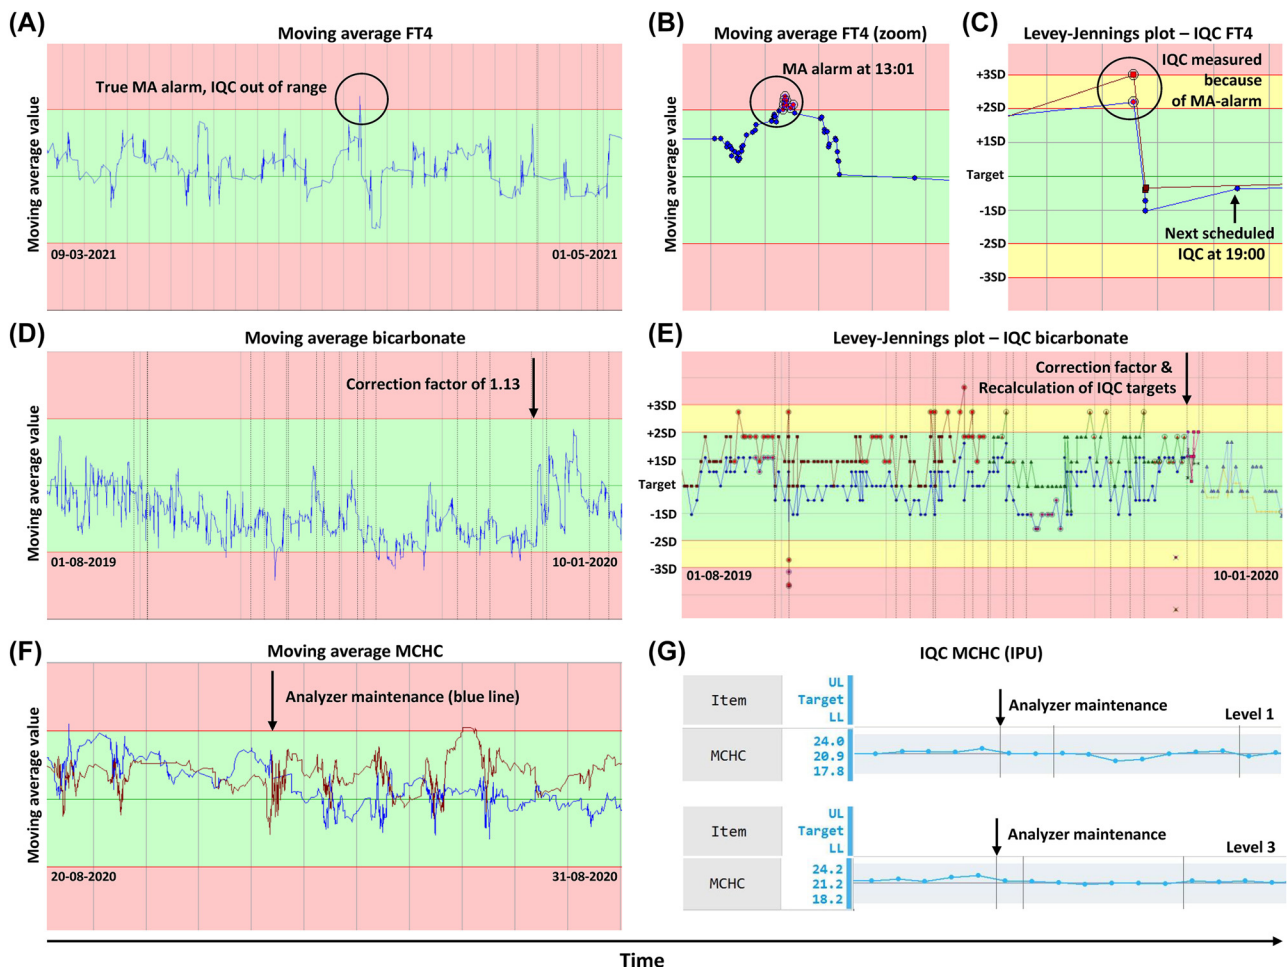 (A)
Moving average FT4
Moving average value
True MA alarm, IQC out of range
09-03-2021
01-05-2021
(B)
Moving average FT4 (zoom)
Moving average value
MA alarm at 13:01
(C)
Levey-Jennings plot – IQC FT4
+3SD
+2SD
+1SD
Target
-1SD
-2SD
-3SD
IQC measured
because
of MA-alarm
Next scheduled
IQC at 19:00
(D)
Moving average bicarbonate
Moving average value
Correction factor of 1.13
01-08-2019
10-01-2020
(E)
Levey-Jennings plot – IQC bicarbonate
Correction factor &
Recalculation of IQC targets
+3SD
+2SD
+1SD
Target
-1SD
-2SD
-3SD
01-08-2019
10-01-2020
(F)
Moving average MCHC
Moving average value
Analyzer maintenance (blue line)
20-08-2020
31-08-2020
(G)
IQC MCHC (IPU)
Item
UL
Target
LL
Analyzer maintenance
Level 1
MCHC
24.0
20.9
17.8
Item
UL
Target
LL
Analyzer maintenance
Level 3
MCHC
24.2
21.2
18.2
Time